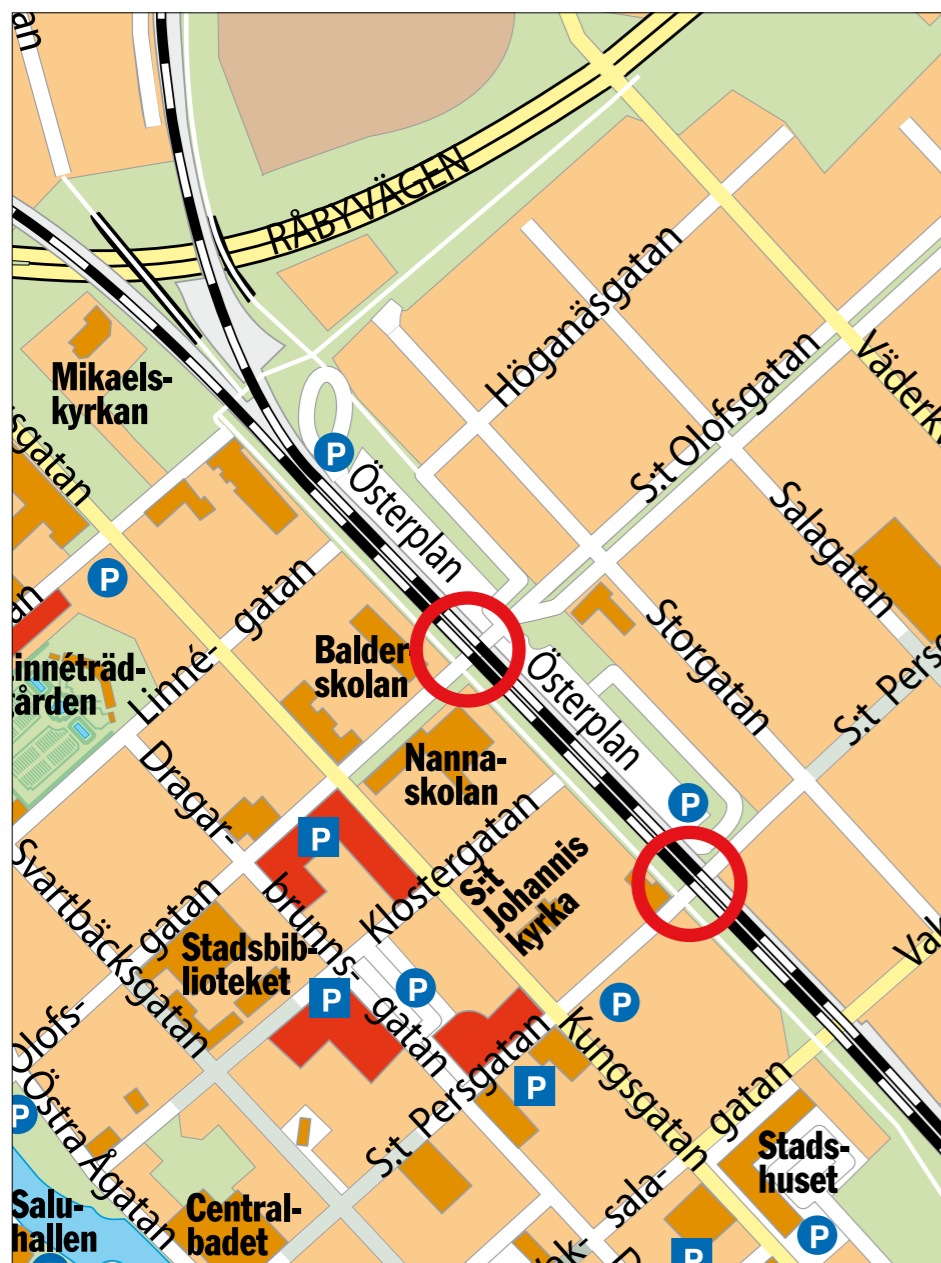 RÅBYVÄGEN
Mikaels-
kyrkan
Höganäsgatan
S:t Olofsgatan
P
Österplan
Salagatan
P
Linné-
gatan
Balder-
skolan
Storgatan
Österplan
Dragar-
brunns-
gatan
Nanna-
skolan
P
P
Svartbäcksgatan
Klostergatan
S:t
Johannis
kyrka
Olofs-
gatan
Stadsbib-
lioteket
P
P
P
S:t Persgatan
Kungsgatan
P
P
Östra Ågatan
sala-
gatan
Stads-
huset
Salu-
hallen
Central-
badet
P
P